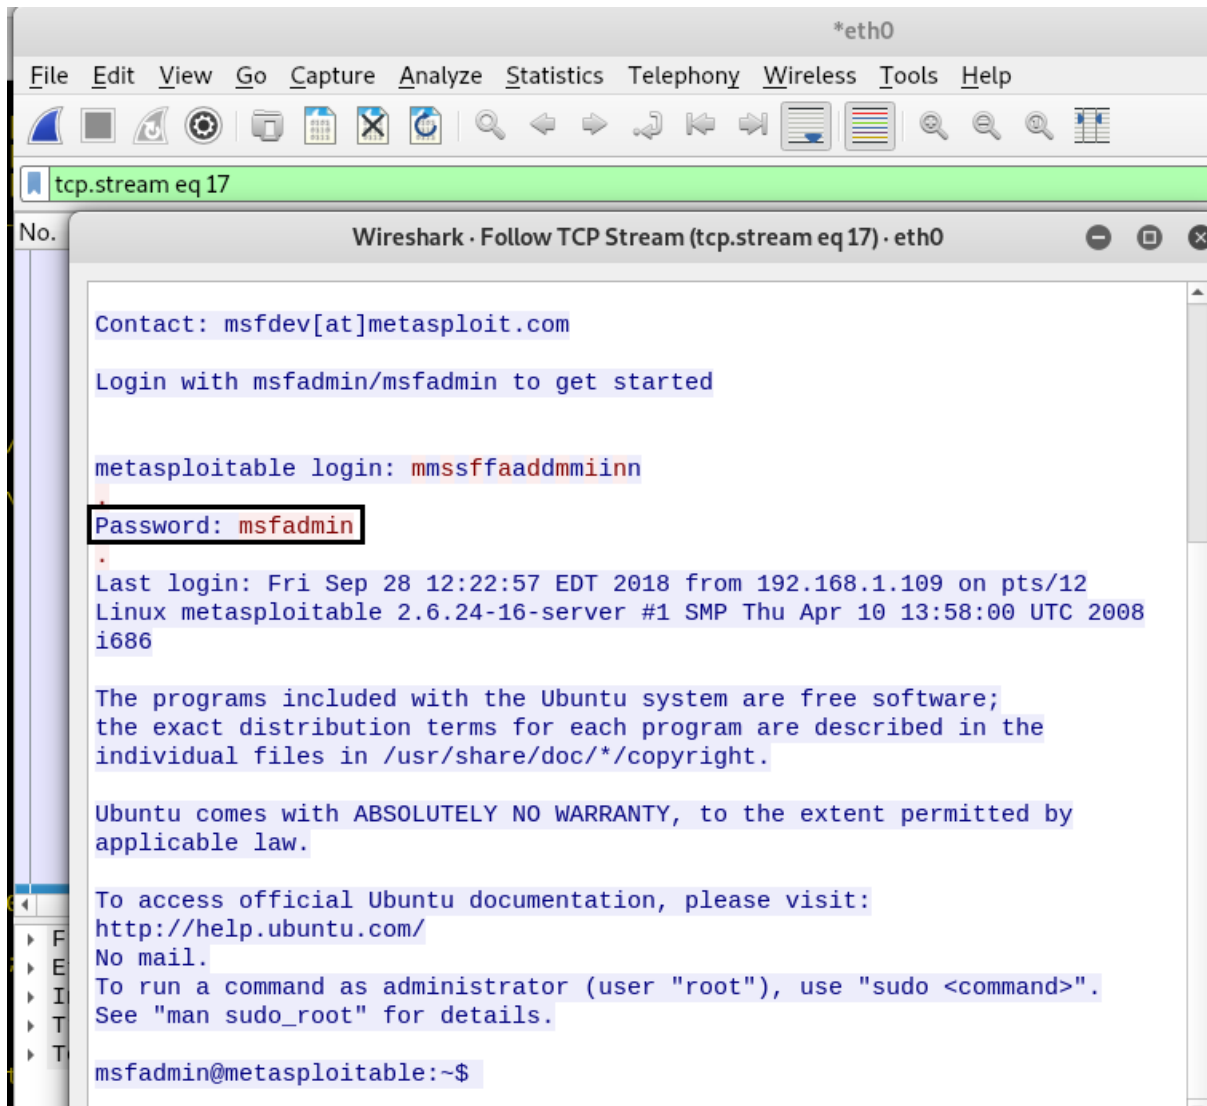 *eth0
File Edit View Go Capture Analyze Statistics Telephony Wireless Tools Help
tcp.stream eq 17
No.
Wireshark · Follow TCP Stream (tcp.stream eq 17) · eth0
Contact: msfdev[at]metasploit.com
Login with msfadmin/msfadmin to get started
metasploitable login: mmssffaaddmmiinn
.
Password: msfadmin
.
Last login: Fri Sep 28 12:22:57 EDT 2018 from 192.168.1.109 on pts/12
Linux metasploitable 2.6.24-16-server #1 SMP Thu Apr 10 13:58:00 UTC 2008
i686
The programs included with the Ubuntu system are free software;
the exact distribution terms for each program are described in the
individual files in /usr/share/doc/*/copyright.
Ubuntu comes with ABSOLUTELY NO WARRANTY, to the extent permitted by
applicable law.
To access official Ubuntu documentation, please visit:
http://help.ubuntu.com/
No mail.
To run a command as administrator (user "root"), use "sudo <command>".
See "man sudo_root" for details.
msfadmin@metasploitable:~$